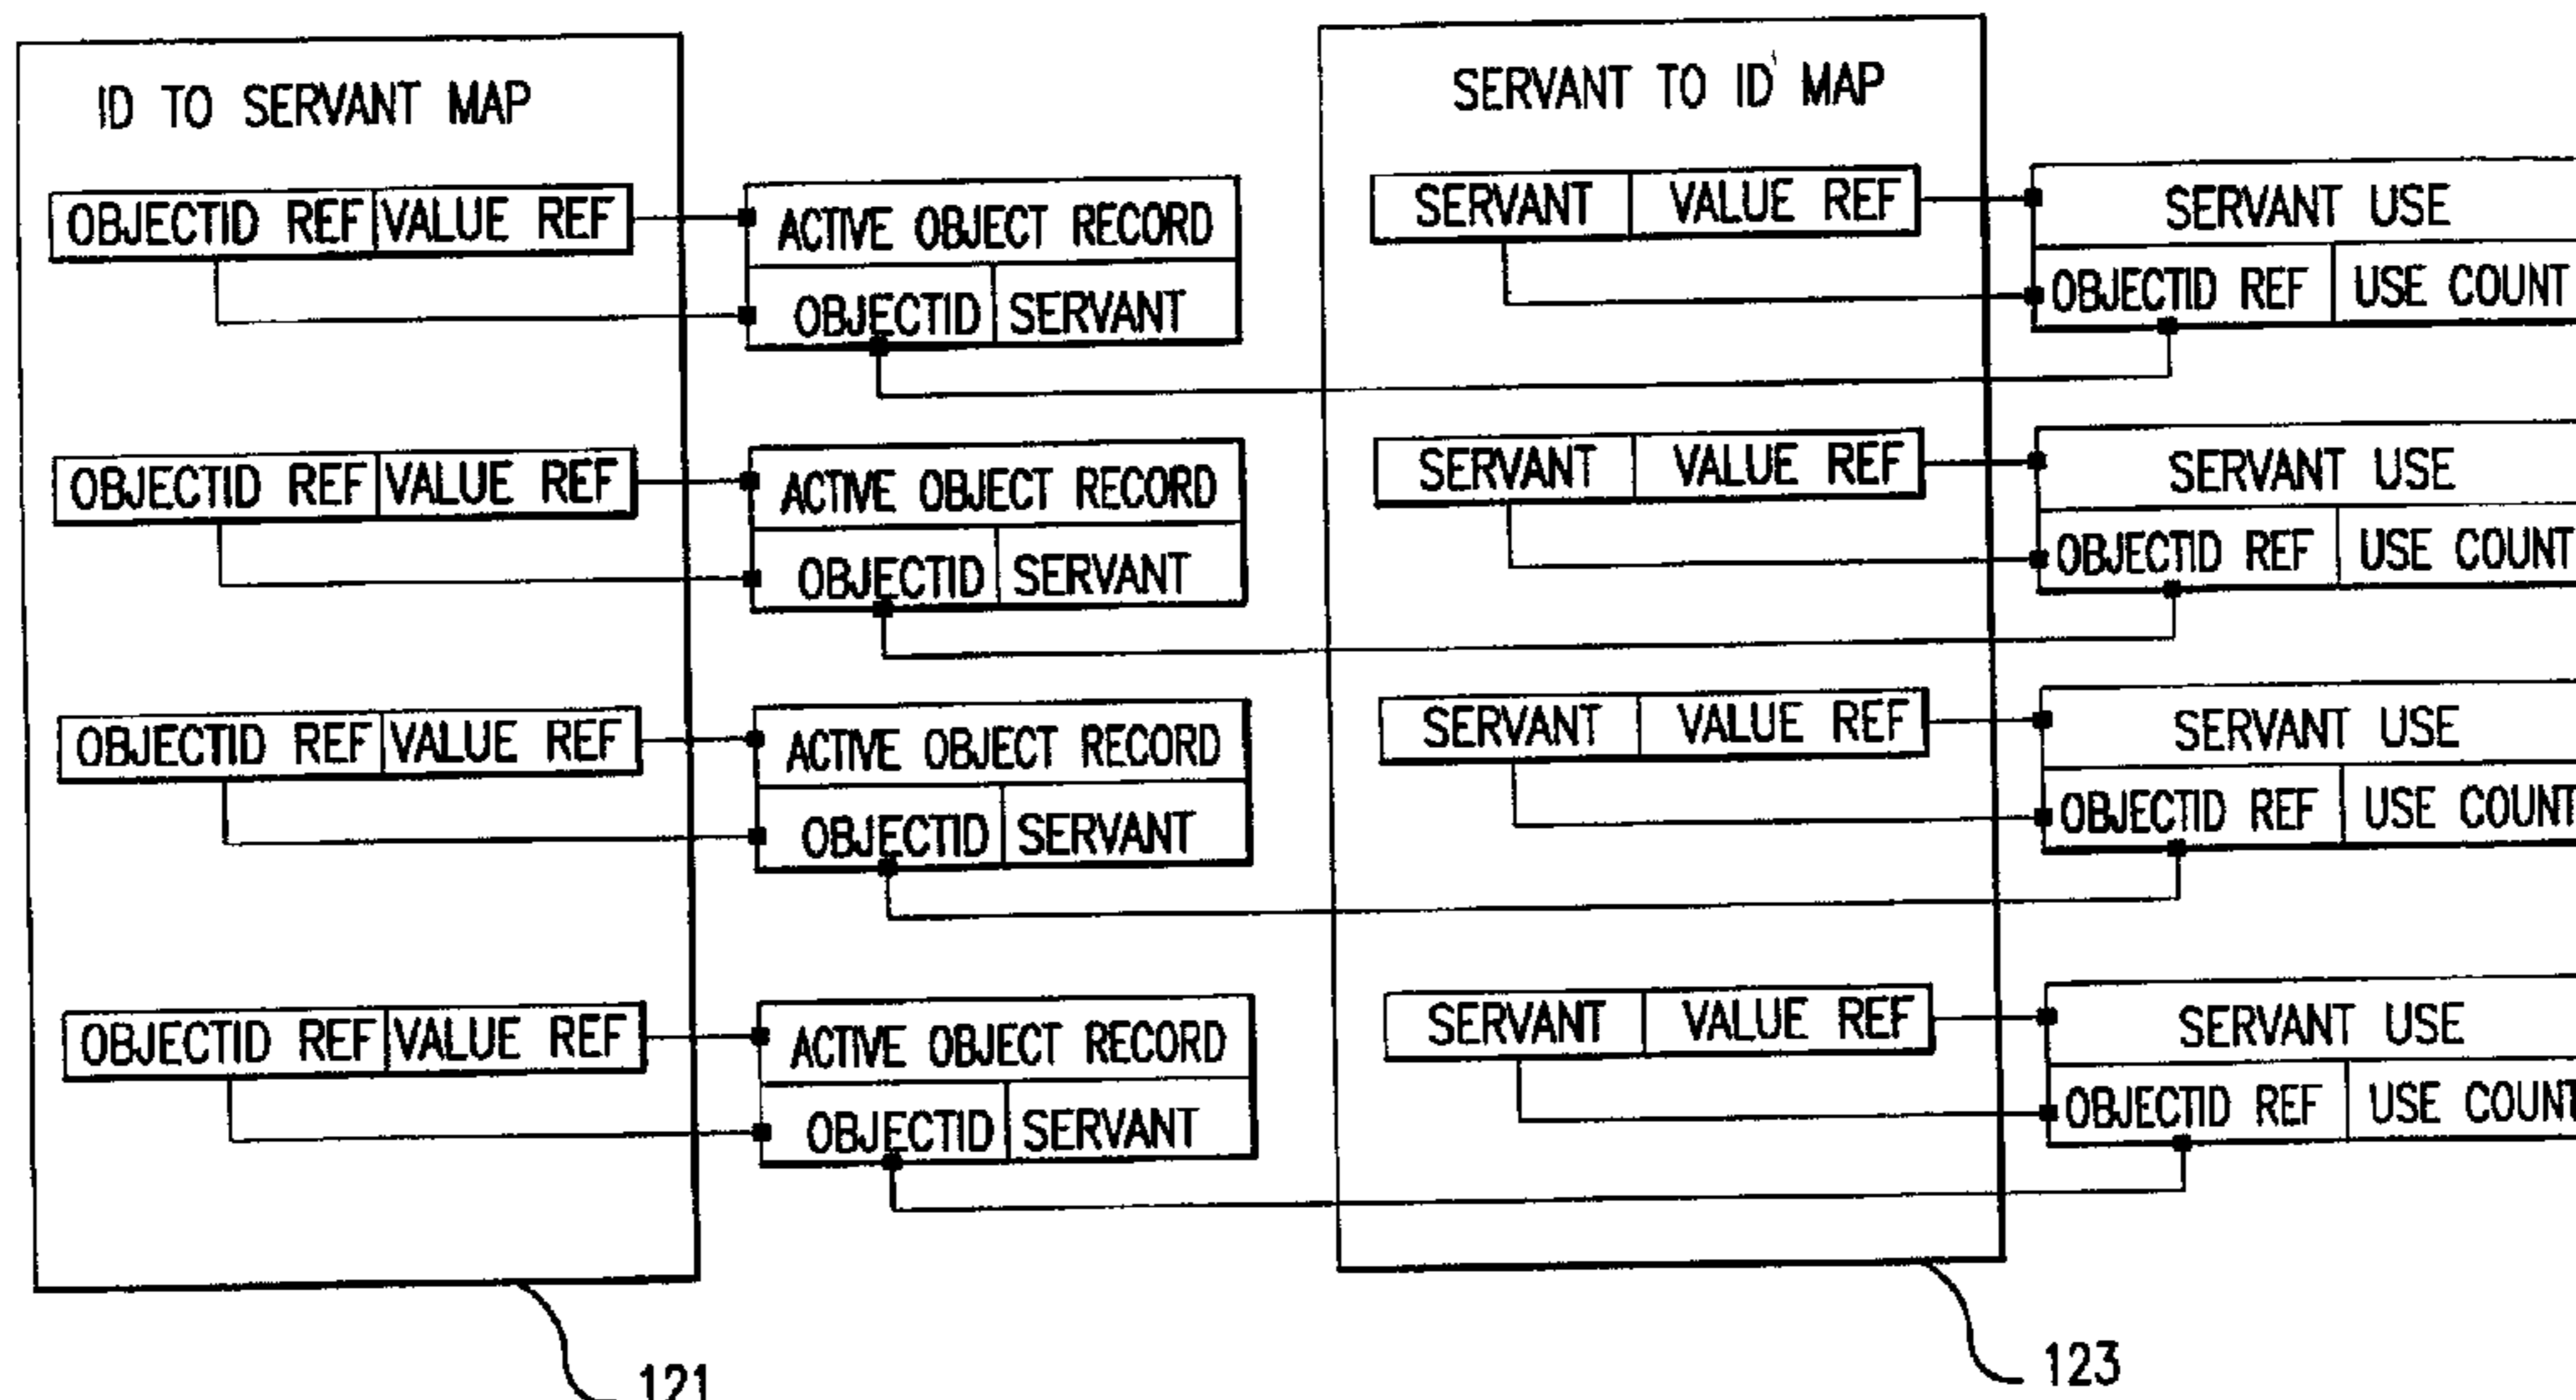 ID TO SERVANT MAP
SERVANT TO ID MAP
OBJECTID REF VALUE REF
ACTIVE OBJECT RECORD
OBJECTID SERVANT
SERVANT VALUE REF
SERVANT USE
OBJECTID REF USE COUNT
OBJECTID REF VALUE REF
ACTIVE OBJECT RECORD
OBJECTID SERVANT
SERVANT VALUE REF
SERVANT USE
OBJECTID REF USE COUNT
OBJECTID REF VALUE REF
ACTIVE OBJECT RECORD
OBJECTID SERVANT
SERVANT VALUE REF
SERVANT USE
OBJECTID REF USE COUNT
OBJECTID REF VALUE REF
ACTIVE OBJECT RECORD
OBJECTID SERVANT
SERVANT VALUE REF
SERVANT USE
OBJECTID REF USE COUNT
121
123